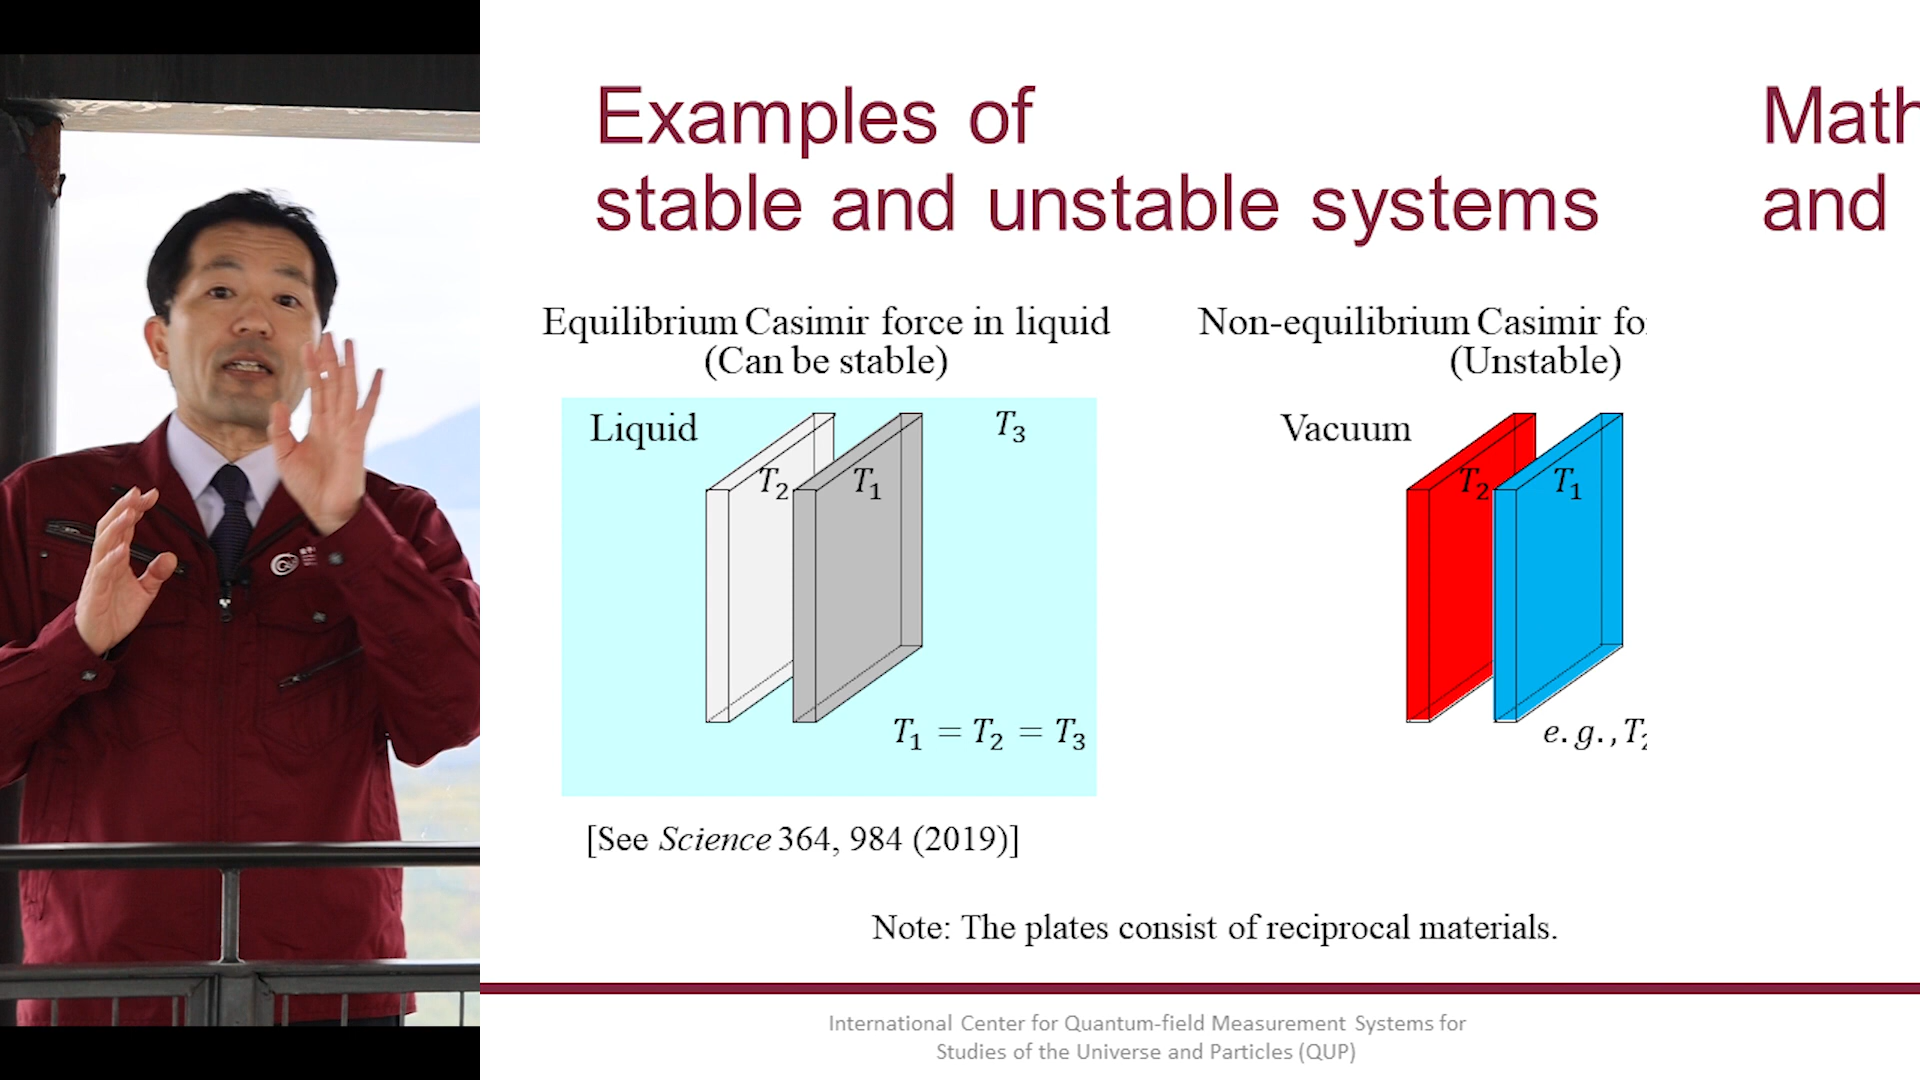 Examples of
stable and unstable systems
Math
and
Equilibrium Casimir force in liquid
(Can be stable)
Liquid
T₃
T₂
T₁
T₁ = T₂ = T₃
[See Science 364, 984 (2019)]
Non-equilibrium Casimir fo
(Unstable)
Vacuum
T₂
T₁
e.g., T₂
Note: The plates consist of reciprocal materials.
International Center for Quantum-field Measurement Systems for
Studies of the Universe and Particles (QUP)